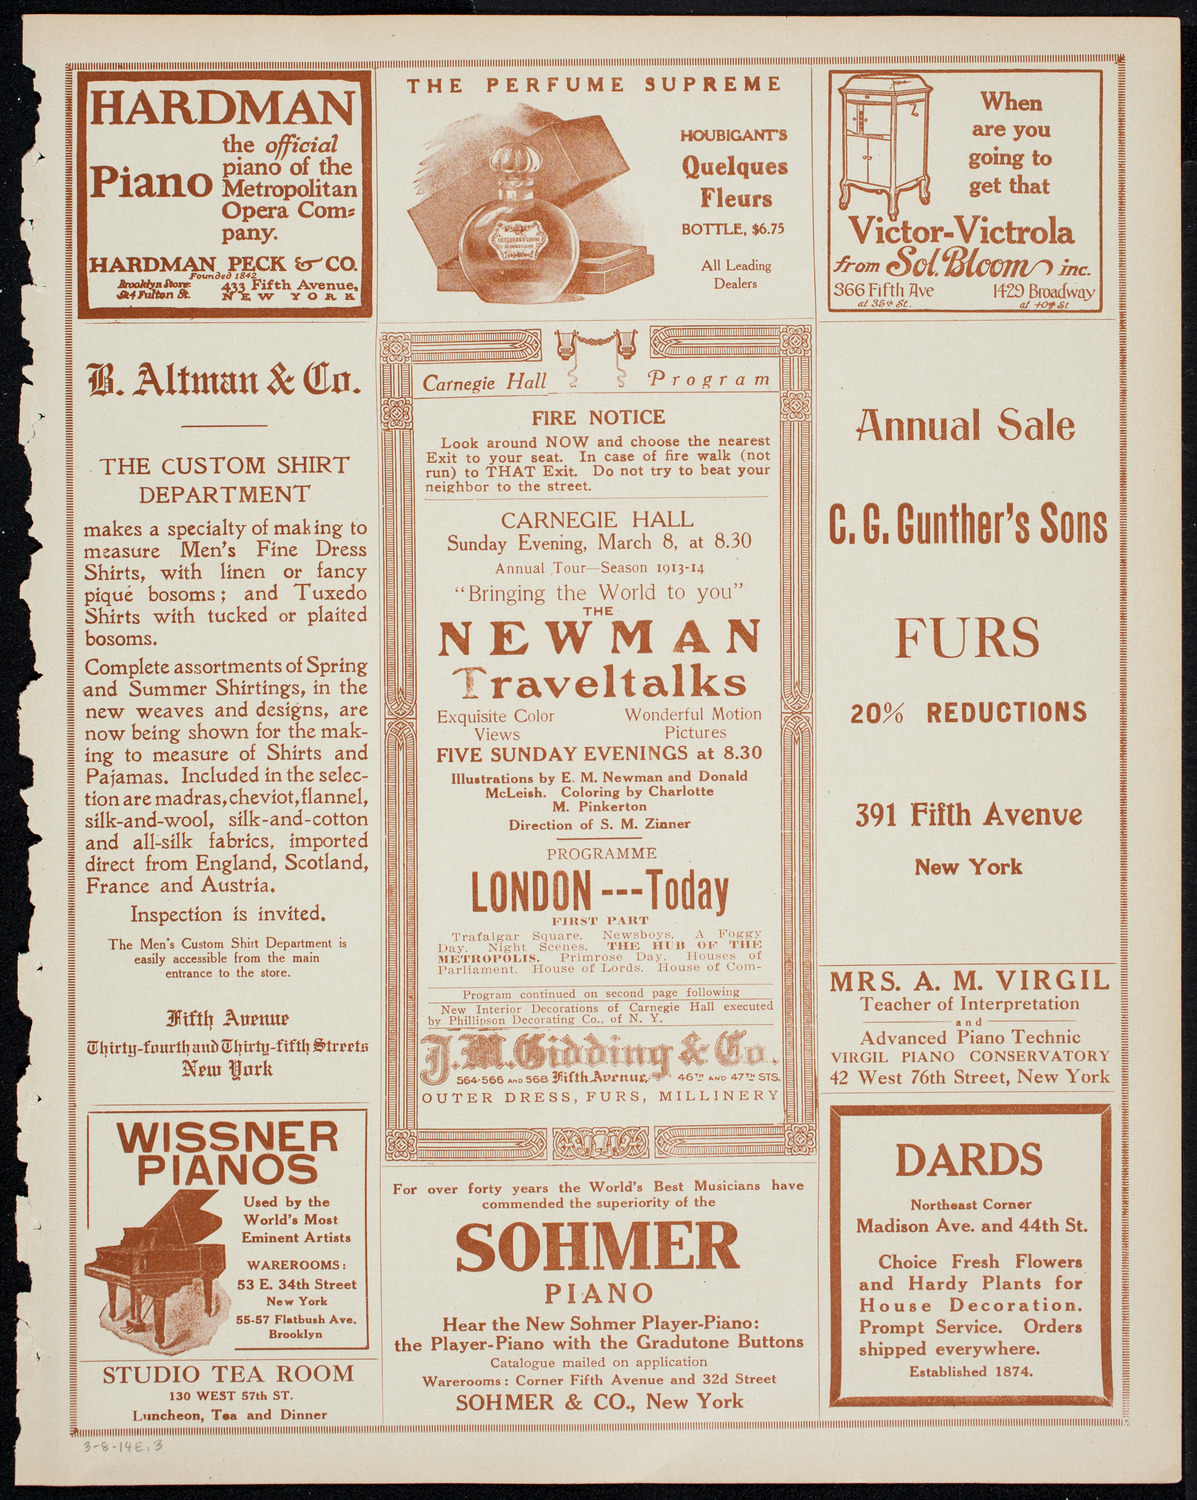 HARDMAN
Piano
the official
piano of the
Metropolitan
Opera Com-
pany.
HARDMAN PECK & CO.
Founded 1842
Brooklyn Store:
524 Fulton St.
433 Fifth Avenue,
NEW YORK
B. Altman & Co.
THE CUSTOM SHIRT
DEPARTMENT
makes a specialty of making to
measure Men's Fine Dress
Shirts, with linen or fancy
piqué bosoms; and Tuxedo
Shirts with tucked or plaited
bosoms.
Complete assortments of Spring
and Summer Shirtings, in the
new weaves and designs, are
now being shown for the mak-
ing to measure of Shirts and
Pajamas. Included in the selec-
tion are madras, cheviot, flannel,
silk-and-wool, silk-and-cotton
and all-silk fabrics, imported
direct from England, Scotland,
France and Austria.
Inspection is invited.
The Men's Custom Shirt Department is
easily accessible from the main
entrance to the store.
Fifth Avenue
Thirty-fourth and Thirty-fifth Streets
New York
WISSNER
PIANOS
Used by the
World's Most
Eminent Artists
WAREROOMS:
53 E. 34th Street
New York
55-57 Flatbush Ave.
Brooklyn
STUDIO TEA ROOM
130 WEST 57th ST.
Luncheon, Tea and Dinner
3-8-14E.3
THE PERFUME SUPREME
HOUBIGANT'S
Quelques
Fleurs
BOTTLE, $6.75
All Leading
Dealers
Carnegie Hall Program
FIRE NOTICE
Look around NOW and choose the nearest
Exit to your seat. In case of fire walk (not
run) to THAT Exit. Do not try to beat your
neighbor to the street.
CARNEGIE HALL
Sunday Evening, March 8, at 8.30
Annual Tour—Season 1913-14
"Bringing the World to you"
THE
NEWMAN
Traveltalks
Exquisite Color
Views
Wonderful Motion
Pictures
FIVE SUNDAY EVENINGS at 8.30
Illustrations by E. M. Newman and Donald
McLeish. Coloring by Charlotte
M. Pinkerton
Direction of S. M. Zinner
PROGRAMME
LONDON---Today
FIRST PART
Trafalgar Square. Newsboys. A Foggy
Day. Night Scenes. THE HUB OF THE
METROPOLIS. Primrose Day. Houses of
Parliament. House of Lords. House of Com-
Program continued on second page following
New Interior Decorations of Carnegie Hall executed
by Phillipson Decorating Co., of N. Y.
J. M. Gidding & Co.
564-566 AND 568 Fifth Avenue, 46TH AND 47TH STS.
OUTER DRESS, FURS, MILLINERY
For over forty years the World's Best Musicians have
commended the superiority of the
SOHMER
PIANO
Hear the New Sohmer Player-Piano:
the Player-Piano with the Gradutone Buttons
Catalogue mailed on application
Warerooms: Corner Fifth Avenue and 32d Street
SOHMER & CO., New York
When
are you
going to
get that
Victor-Victrola
from Sol. Bloom inc.
366 Fifth Ave
at 35th St.
1429 Broadway
at 40th St
Annual Sale
C. G. Gunther's Sons
FURS
20% REDUCTIONS
391 Fifth Avenue
New York
MRS. A. M. VIRGIL
Teacher of Interpretation
and
Advanced Piano Technic
VIRGIL PIANO CONSERVATORY
42 West 76th Street, New York
DARDS
Northeast Corner
Madison Ave. and 44th St.
Choice Fresh Flowers
and Hardy Plants for
House Decoration.
Prompt Service. Orders
shipped everywhere.
Established 1874.